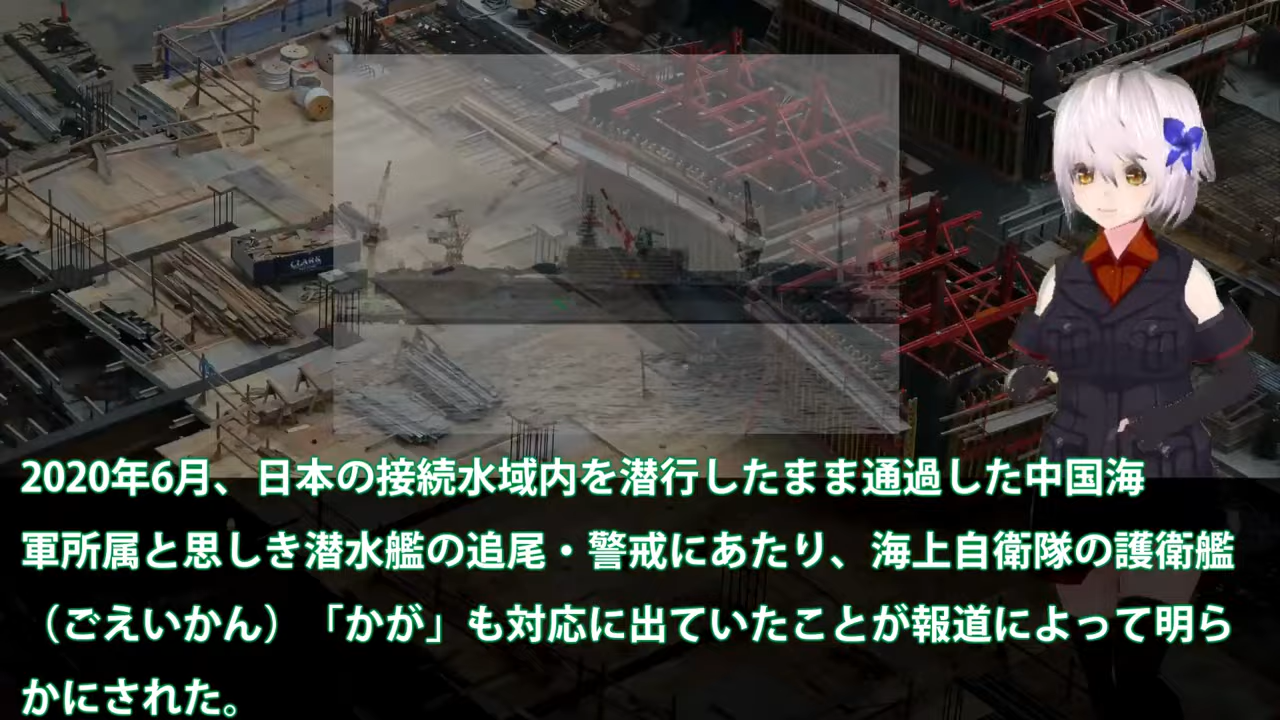 CLARK
2020年6月、日本の接続水域内を潜行したまま通過した中国海
軍所属と思しき潜水艦の追尾・警戒にあたり、海上自衛隊の護衛艦
（ごえいかん）「かが」も対応に出ていたことが報道によって明ら
かにされた。